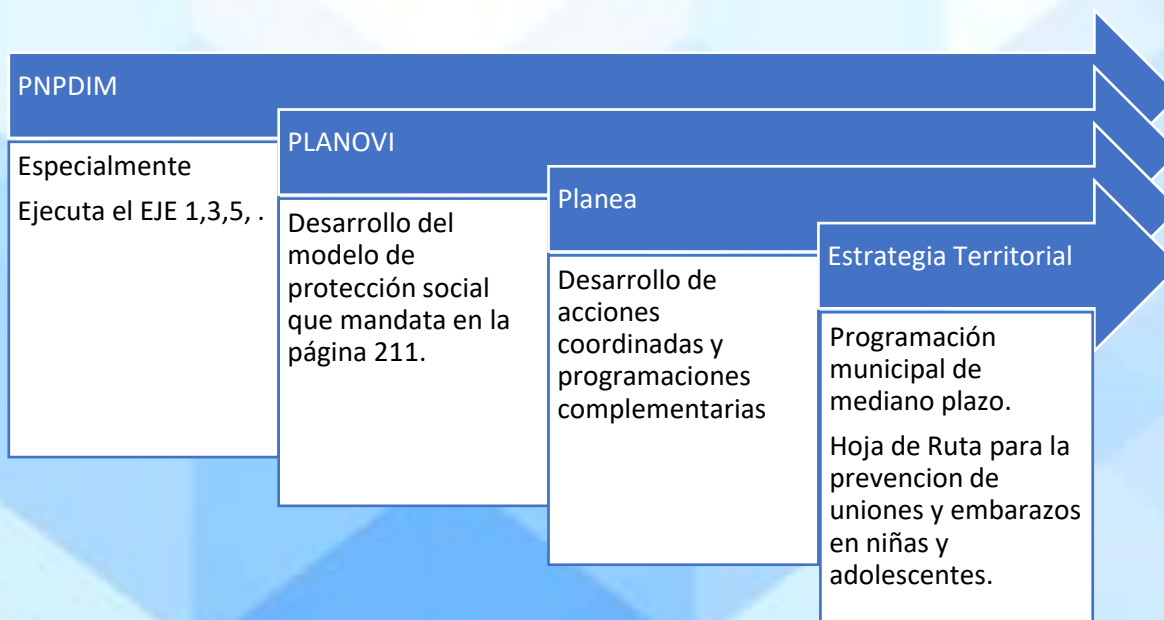 PNPDIM
Especialmente
Ejecuta el EJE 1,3,5, .
PLANOVI
Desarrollo del
modelo de
protección social
que mandata en la
página 211.
Planea
Desarrollo de
acciones
coordinadas y
programaciones
complementarias
Estrategia Territorial
Programación
municipal de
mediano plazo.
Hoja de Ruta para la
prevencion de
uniones y embarazos
en niñas y
adolescentes.